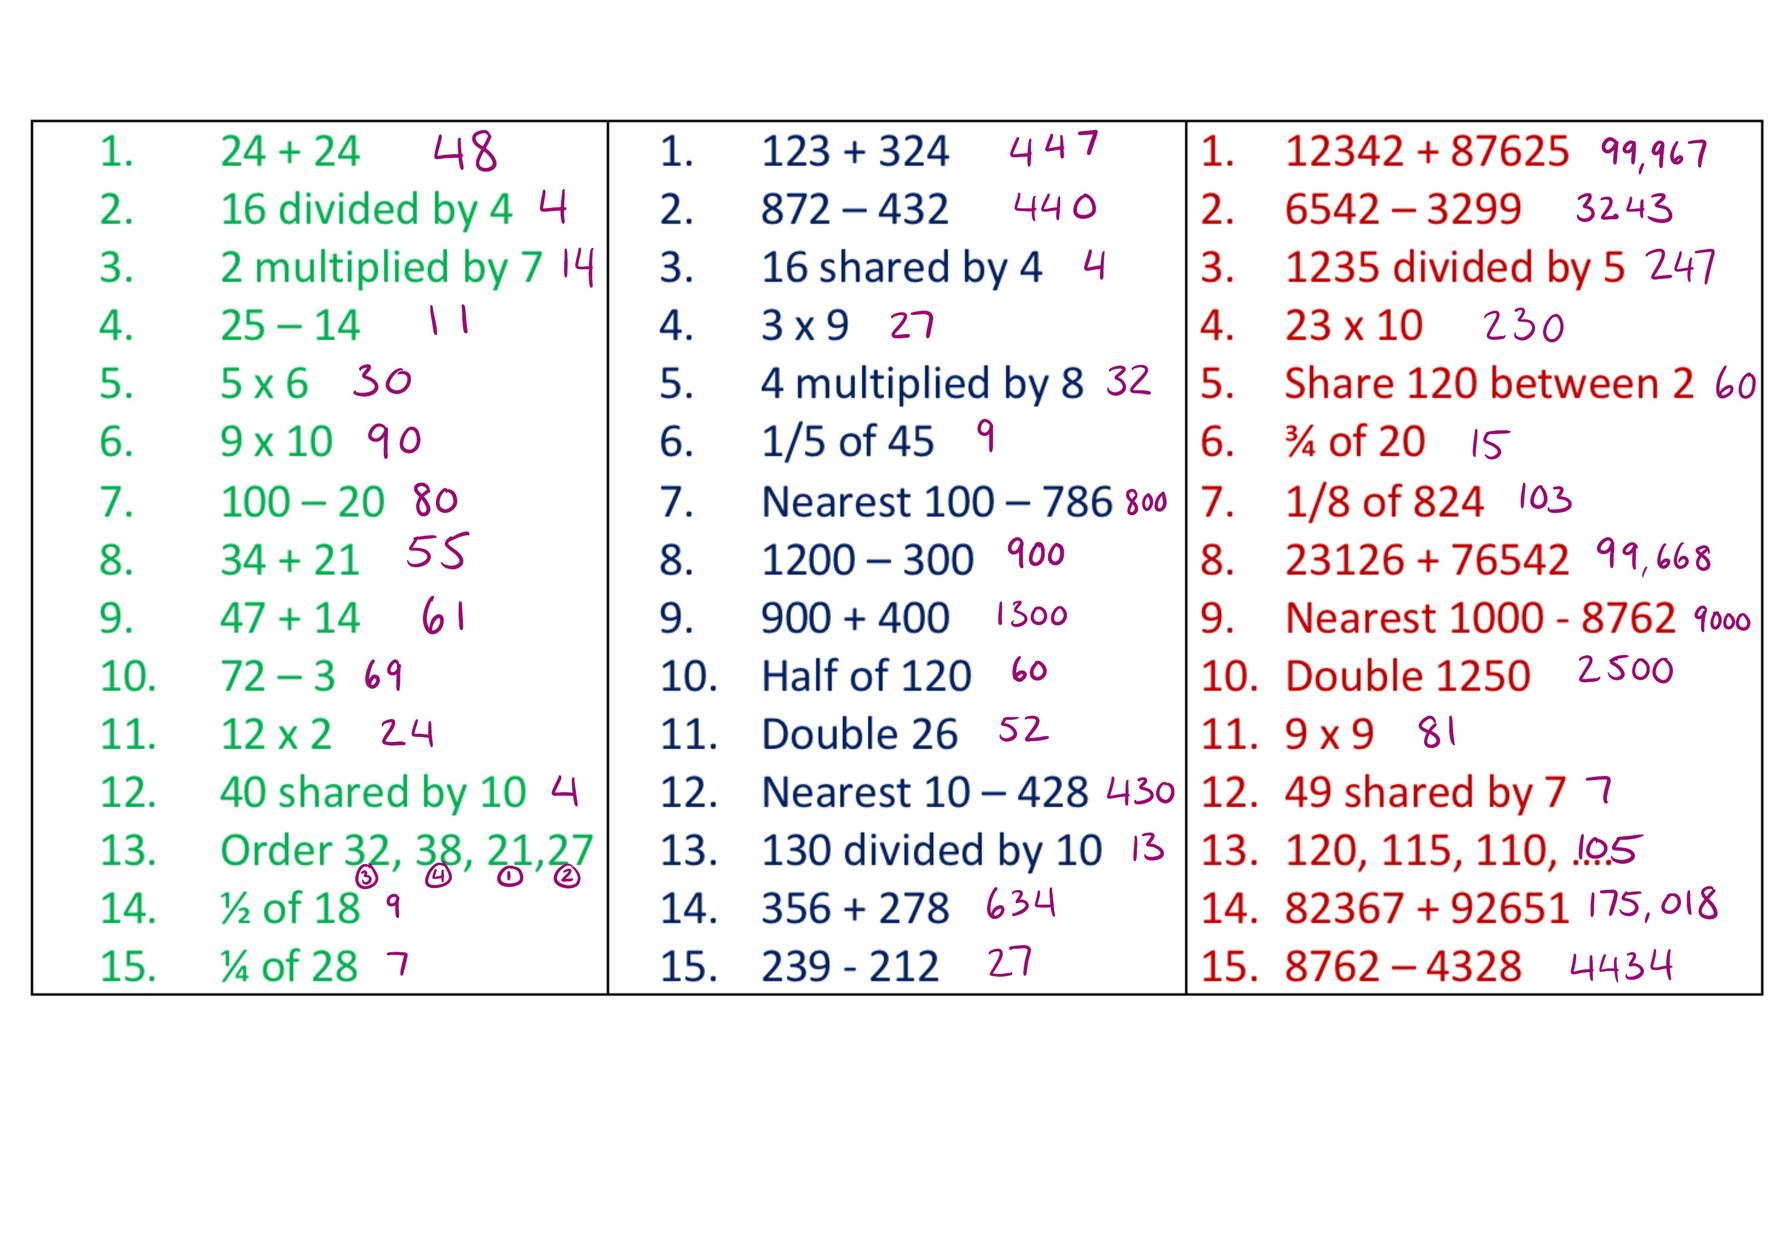 1. 24 + 24 48
2. 16 divided by 4 4
3. 2 multiplied by 7 14
4. 25 – 14 11
5. 5 x 6 30
6. 9 x 10 90
7. 100 – 20 80
8. 34 + 21 55
9. 47 + 14 61
10. 72 – 3 69
11. 12 x 2 24
12. 40 shared by 10 4
13. Order 32, 38, 21,27
3 4 1 2
14. ½ of 18 9
15. ¼ of 28 7
1. 123 + 324 447
2. 872 – 432 440
3. 16 shared by 4 4
4. 3 x 9 27
5. 4 multiplied by 8 32
6. 1/5 of 45 9
7. Nearest 100 – 786 800
8. 1200 – 300 900
9. 900 + 400 1300
10. Half of 120 60
11. Double 26 52
12. Nearest 10 – 428 430
13. 130 divided by 10 13
14. 356 + 278 634
15. 239 - 212 27
1. 12342 + 87625 99,967
2. 6542 – 3299 3243
3. 1235 divided by 5 247
4. 23 x 10 230
5. Share 120 between 2 60
6. ¾ of 20 15
7. 1/8 of 824 103
8. 23126 + 76542 99,668
9. Nearest 1000 - 8762 9000
10. Double 1250 2500
11. 9 x 9 81
12. 49 shared by 7 7
13. 120, 115, 110, .... 105
14. 82367 + 92651 175,018
15. 8762 – 4328 4434